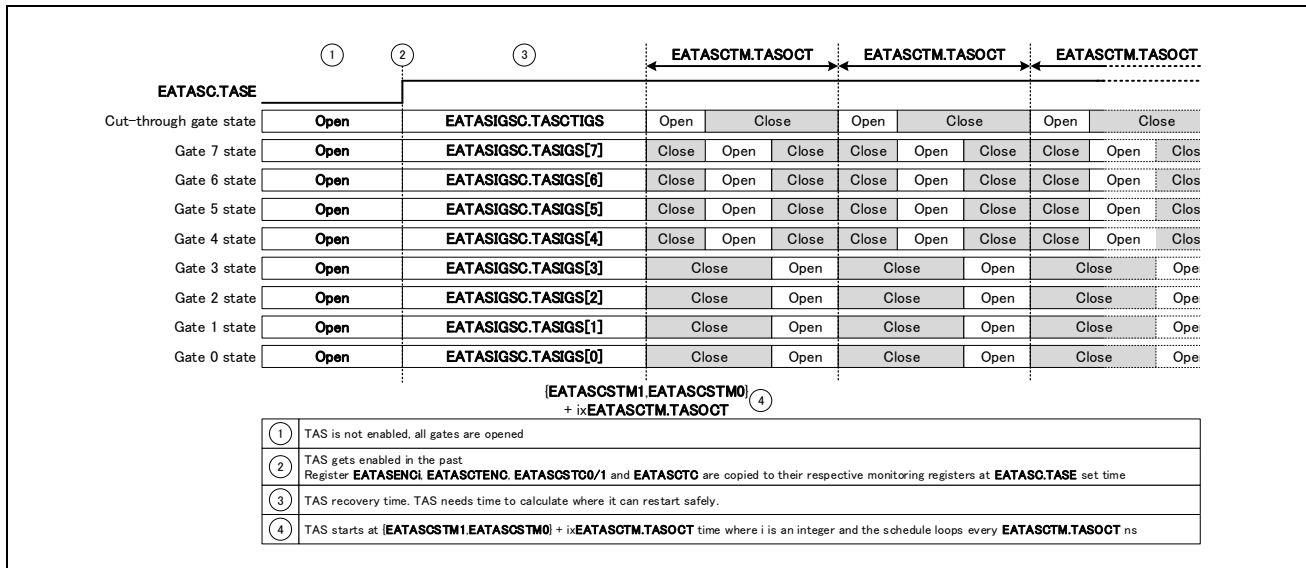 ① ② ③ EATASCTM.TASOCT EATASCTM.TASOCT EATASCTM.TASOCT
EATASC.TASE
Cut-through gate state Open EATASIGSC.TASCTIGS Open Close Open Close Open Close
Gate 7 state Open EATASIGSC.TASIGS[7] Close Open Close Close Open Close Close Open Clos
Gate 6 state Open EATASIGSC.TASIGS[6] Close Open Close Close Open Close Close Open Clos
Gate 5 state Open EATASIGSC.TASIGS[5] Close Open Close Close Open Close Close Open Clos
Gate 4 state Open EATASIGSC.TASIGS[4] Close Open Close Close Open Close Close Open Clos
Gate 3 state Open EATASIGSC.TASIGS[3] Close Open Close Open Close Ope
Gate 2 state Open EATASIGSC.TASIGS[2] Close Open Close Open Close Ope
Gate 1 state Open EATASIGSC.TASIGS[1] Close Open Close Open Close Ope
Gate 0 state Open EATASIGSC.TASIGS[0] Close Open Close Open Close Ope
{EATASCSTM1,EATASCSTM0} ④
+ ixEATASCTM.TASOCT
① TAS is not enabled, all gates are opened
② TAS gets enabled in the past
Register EATASENCi, EATASCTENC, EATASCSTC0/1 and EATASCTC are copied to their respective monitoring registers at EATASC.TASE set time
③ TAS recovery time. TAS needs time to calculate where it can restart safely.
④ TAS starts at {EATASCSTM1,EATASCSTM0} + ixEATASCTM.TASOCT time where i is an integer and the schedule loops every EATASCTM.TASOCT ns